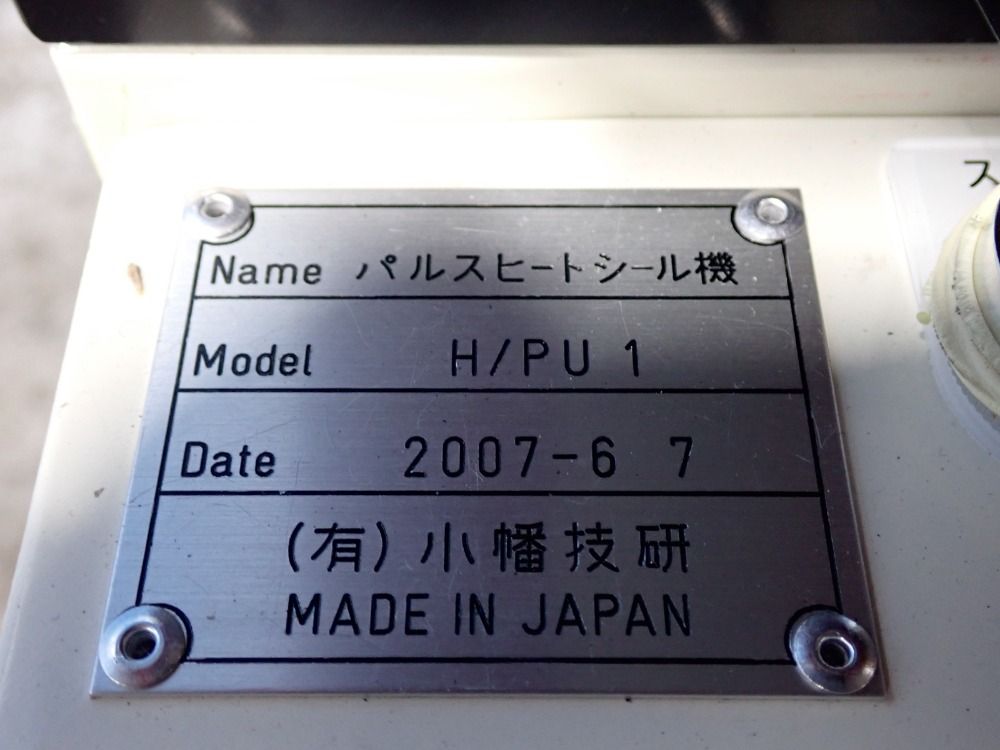 Name パルスヒートシール機
Model H/PU 1
Date 2007-6 7
(有)小幡技研
MADE IN JAPAN
ス